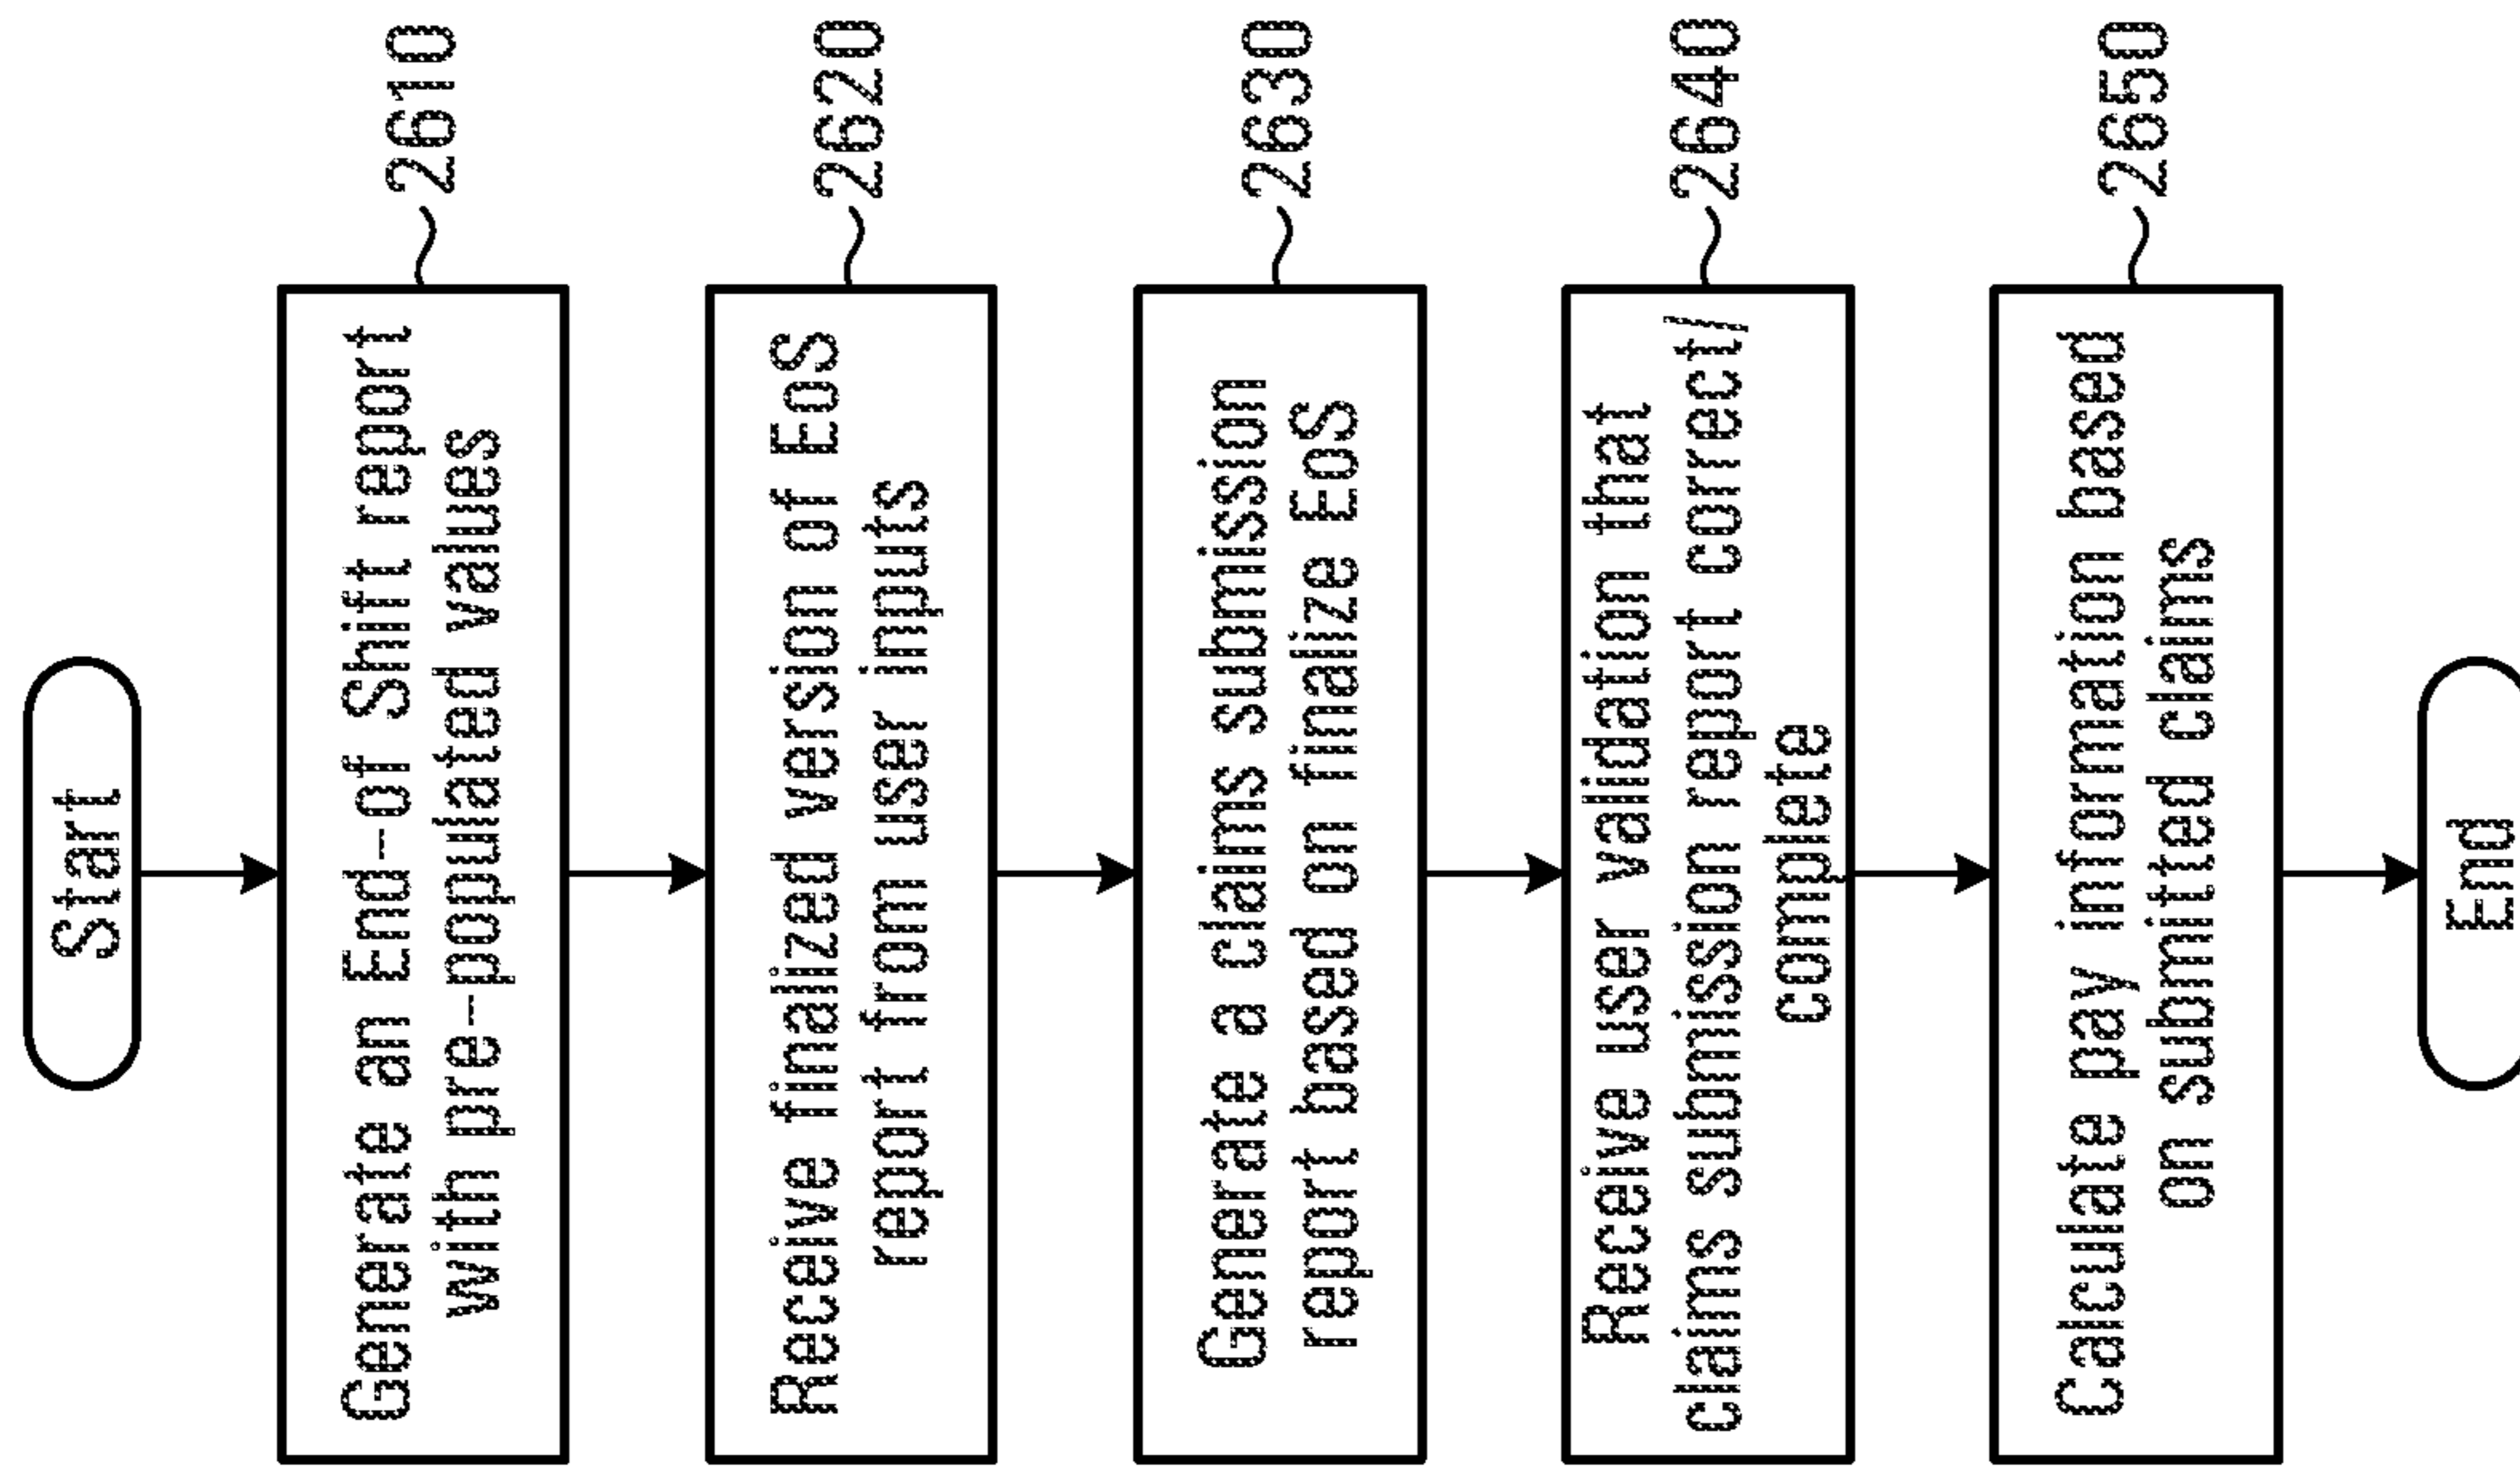 Start
Generate an End-of Shift report
with pre-populated values
2610
Receive finalized version of EoS
report from user inputs
2620
Generate a claims submission
report based on finalize EoS
2630
Receive user validation that
claims submission report correct/
complete
2640
Calculate pay information based
on submitted claims
2650
End